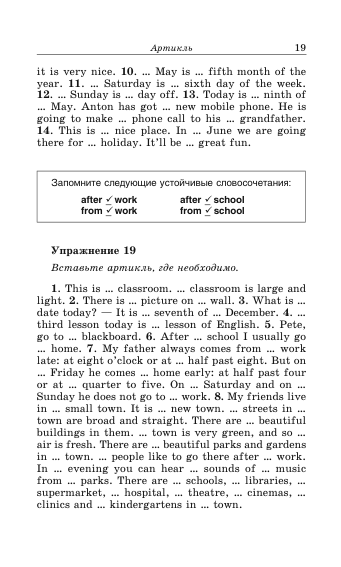 Артикль 19
it is very nice. 10. ... May is ... fifth month of the
year. 11. ... Saturday is ... sixth day of the week.
12. ... Sunday is ... day off. 13. Today is ... ninth of
... May. Anton has got ... new mobile phone. He is
going to make ... phone call to his ... grandfather.
14. This is ... nice place. In ... June we are going
there for ... holiday. It'll be ... great fun.
Запомните следующие устойчивые словосочетания:
after ✓ work after ✓ school
from ✓ work from ✓ school
Упражнение 19
Вставьте артикль, где необходимо.
1. This is ... classroom. ... classroom is large and
light. 2. There is ... picture on ... wall. 3. What is ...
date today? — It is ... seventh of ... December. 4. ...
third lesson today is ... lesson of English. 5. Pete,
go to ... blackboard. 6. After ... school I usually go
... home. 7. My father always comes from ... work
late: at eight o'clock or at ... half past eight. But on
... Friday he comes ... home early: at half past four
or at ... quarter to five. On ... Saturday and on ...
Sunday he does not go to ... work. 8. My friends live
in ... small town. It is ... new town. ... streets in ...
town are broad and straight. There are ... beautiful
buildings in them. ... town is very green, and so ...
air is fresh. There are ... beautiful parks and gardens
in ... town. ... people like to go there after ... work.
In ... evening you can hear ... sounds of ... music
from ... parks. There are ... schools, ... libraries, ...
supermarket, ... hospital, ... theatre, ... cinemas, ...
clinics and ... kindergartens in ... town.